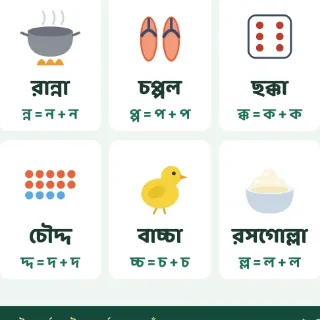 রান্না
ন্ন = ন + ন
চপ্পল
প্প = প + প
ছক্কা
ক্ক = ক + ক
চৌদ্দ
দ্দ = দ + দ
বাচ্চা
চ্চ = চ + চ
রসগোল্লা
ল্ল = ল + ল